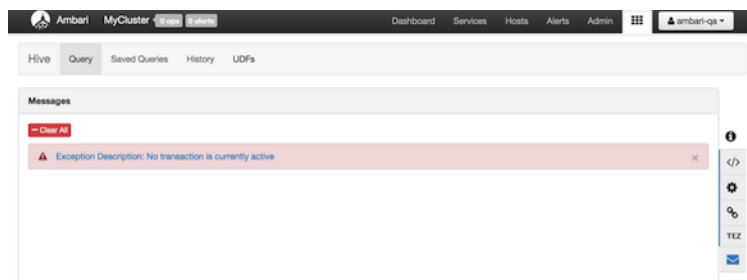 Ambari MyCluster 0 ops 0 alerts Dashboard Services Hosts Alerts Admin ambari-qa
Hive Query Saved Queries History UDFs
Messages
Clear All
Exception Description: No transaction is currently active ×
</>
TEZ